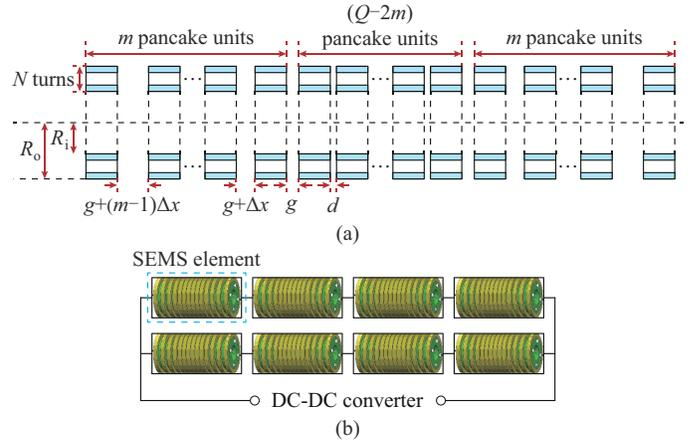 (Q−2m)
m pancake units
pancake units
m pancake units
N turns
Ri
Ro
g+(m−1)Δx
g+Δx
g
d
(a)
SEMS element
DC-DC converter
(b)